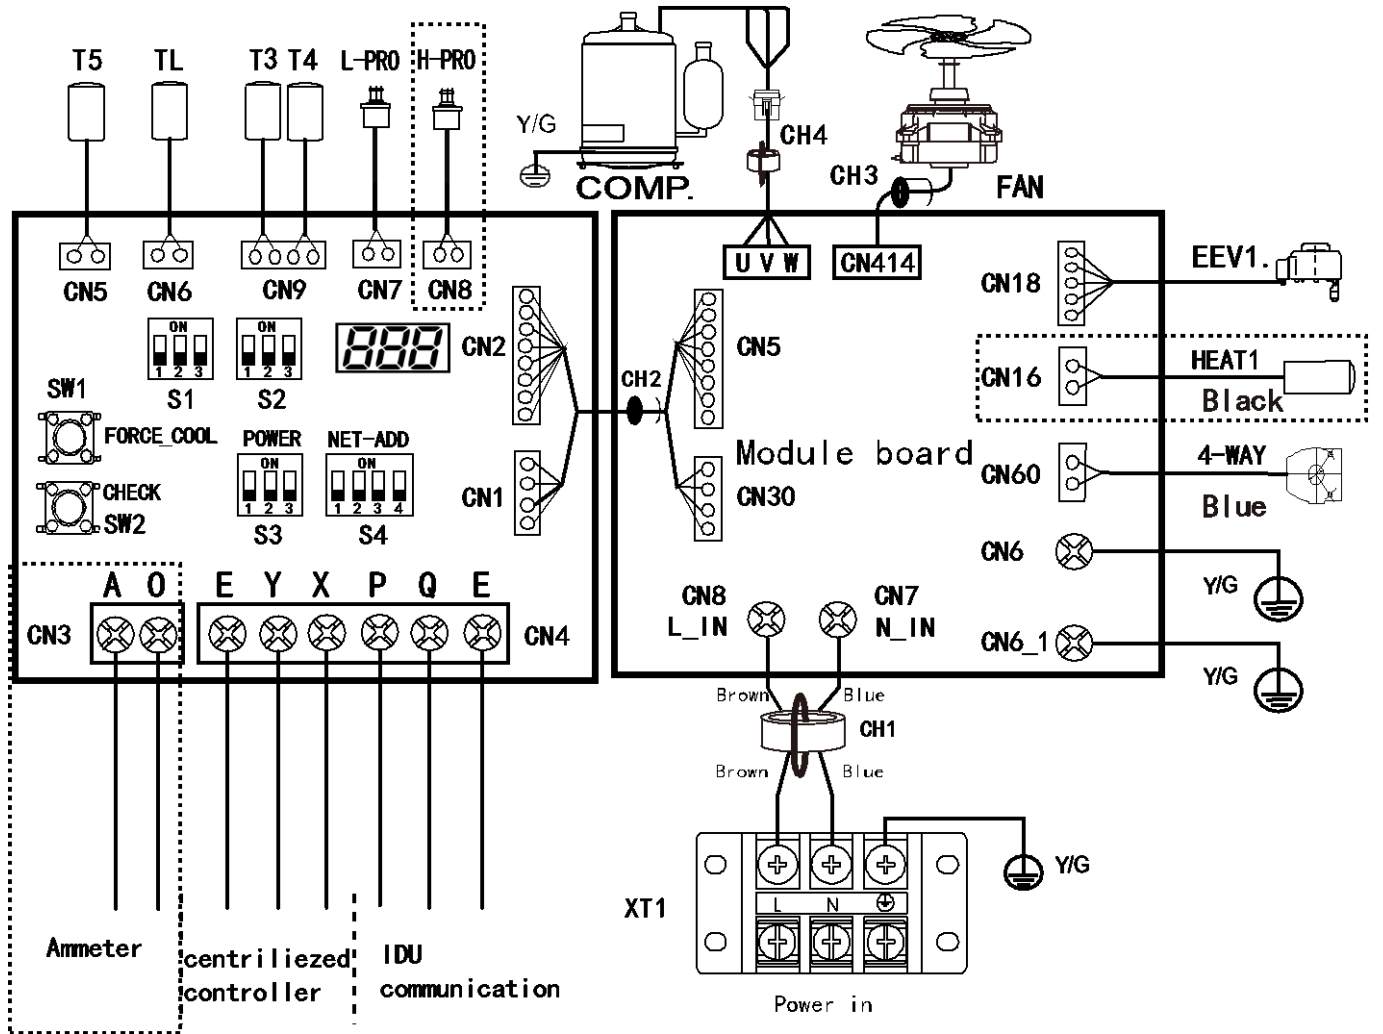 T5 TL T3 T4 L-PRO H-PRO
Y/G
COMP.
CH4
CH3
FAN
CN5 CN6 CN9 CN7 CN8
U V W
CN414
CN18
EEV1.
ON
1 2 3
S1
ON
1 2 3
S2
888
CN2
CH2
CN5
CN16
HEAT1
Black
SW1
FORCE_COOL
CHECK
SW2
POWER
ON
1 2 3
S3
NET-ADD
ON
1 2 3 4
S4
CN1
Module board
CN30
CN60
4-WAY
Blue
CN6
Y/G
CN3
A O E Y X P Q E
CN4
CN8
L_IN
CN7
N_IN
CN6_1
Y/G
Brown Blue
CH1
Brown Blue
XT1
L N
Y/G
Power in
Ammeter
centriliezed
controller
IDU
communication